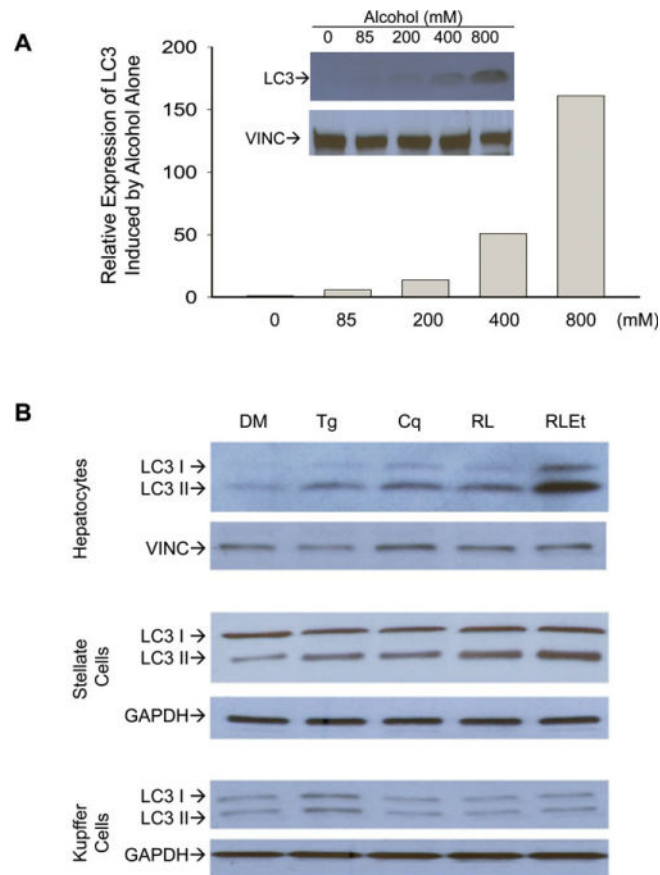 A
Alcohol (mM)
0 85 200 400 800
LC3→
VINC→
Relative Expression of LC3
Induced by Alcohol Alone
200
150
100
50
0
0 85 200 400 800 (mM)
B
DM Tg Cq RL RLEt
Hepatocytes
LC3 I →
LC3 II→
VINC→
Stellate
Cells
LC3 I→
LC3 II→
GAPDH→
Kupffer
Cells
LC3 I→
LC3 II→
GAPDH→